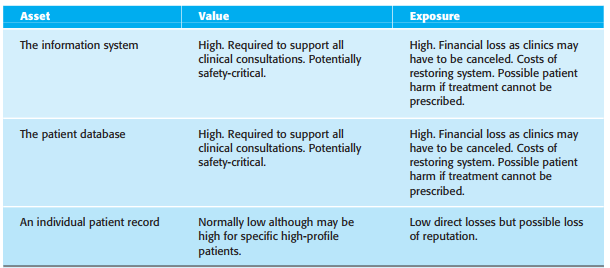 Asset Value Exposure
The information system High. Required to support all High. Financial loss as clinics may
clinical consultations. Potentially have to be canceled. Costs of
safety-critical. restoring system. Possible patient
harm if treatment cannot be
prescribed.
The patient database High. Required to support all High. Financial loss as clinics may
clinical consultations. Potentially have to be canceled. Costs of
safety-critical. restoring system. Possible patient
harm if treatment cannot be
prescribed.
An individual patient record Normally low although may be Low direct losses but possible loss
high for specific high-profile of reputation.
patients.